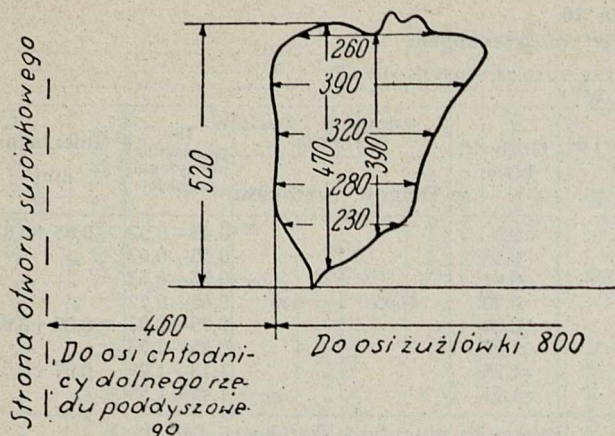 Strona otworu surówkowego
520
260
390
320
280
230
470
390
460
Do osi chłodni-
cy dolnego rzę-
du poddyszowe-
go
Do osi żużlówki 800